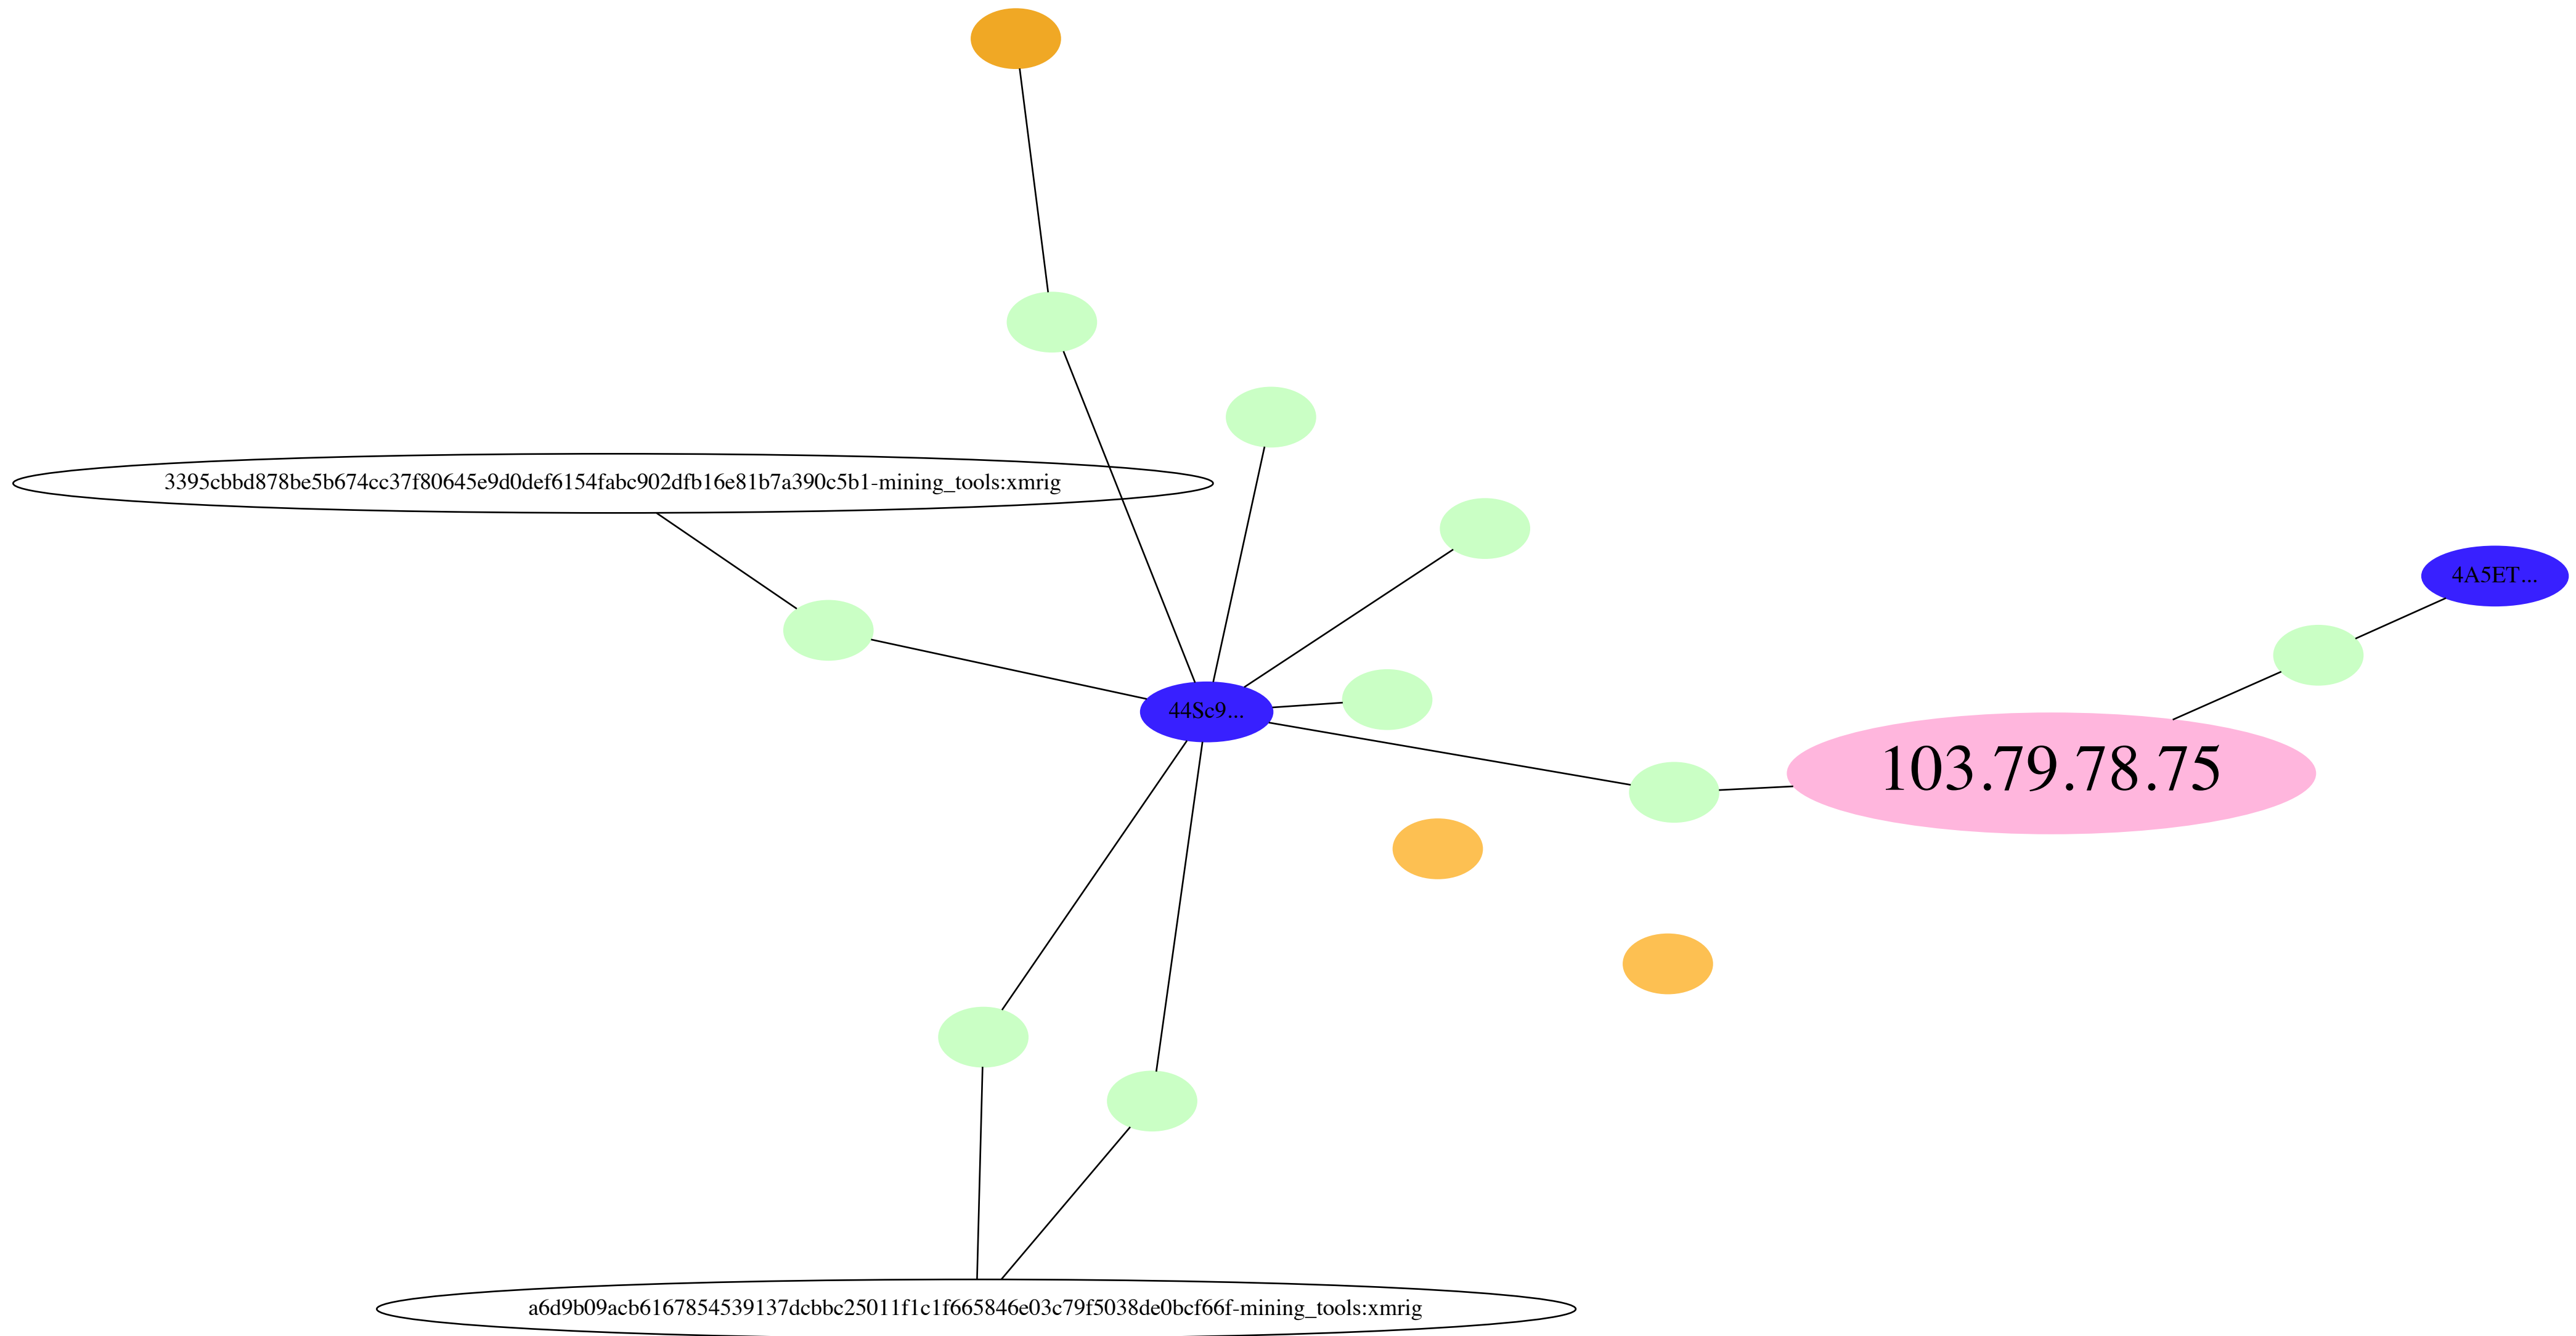 3395cbbd878be5b674cc37f80645e9d0def6154fabc902dfb16e81b7a390c5b1-mining_tools:xmrig
4A5ET...
44Sc9...
103.79.78.75
a6d9b09acb6167854539137dcbbc25011f1c1f665846e03c79f5038de0bcf66f-mining_tools:xmrig